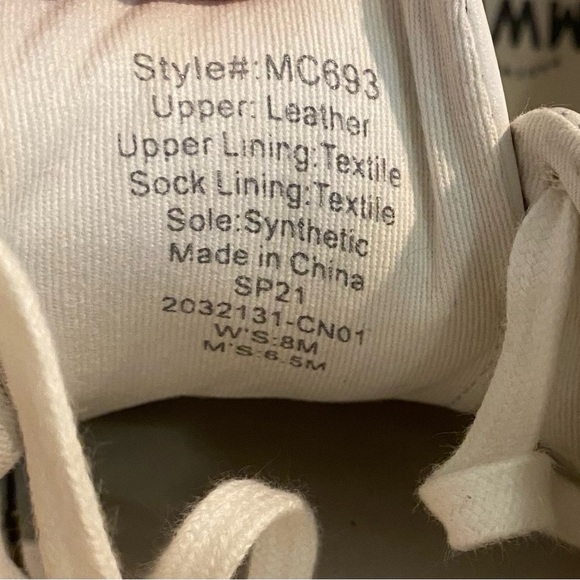 Style#:MC693
Upper: Leather
Upper Lining:Textile
Sock Lining:Textile
Sole:Synthetic
Made in China
SP21
2032131-CN01
W'S:8M
M'S:6.5M